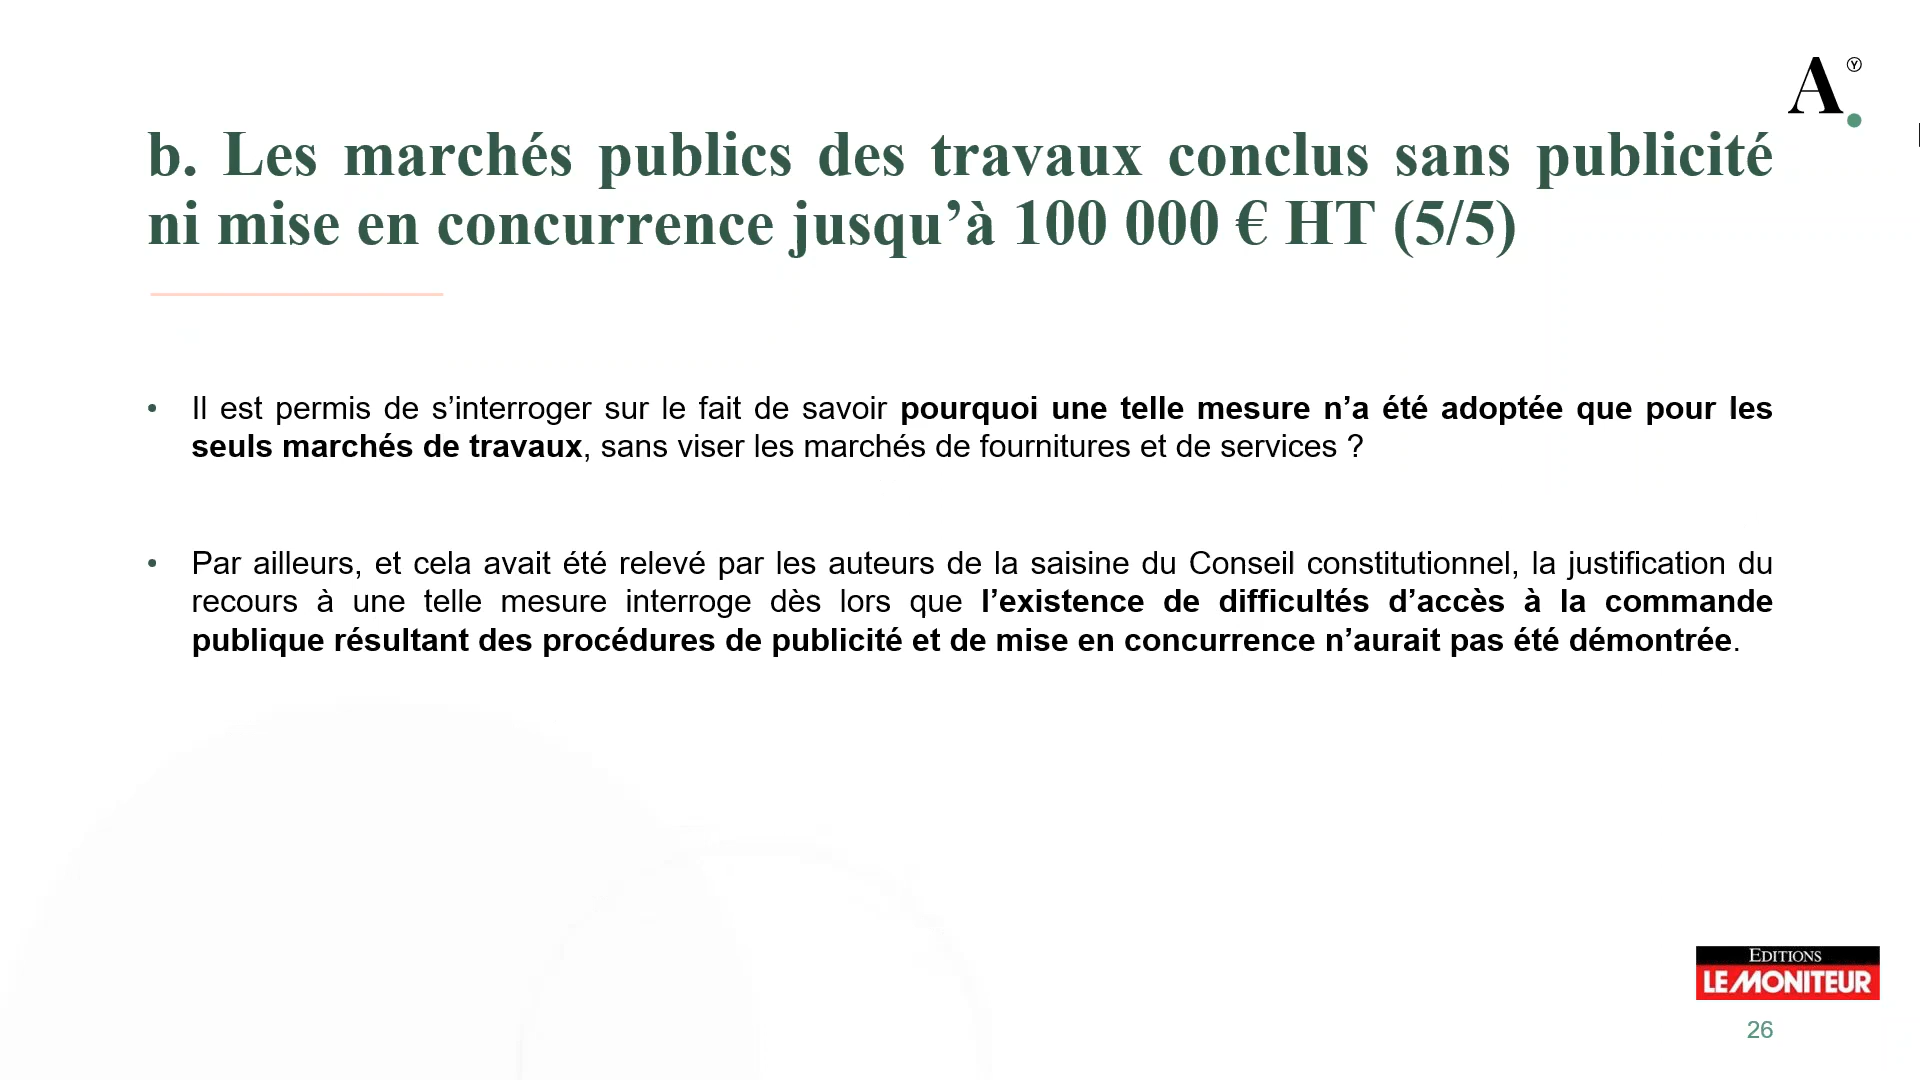 A
b. Les marchés publics des travaux conclus sans publicité
ni mise en concurrence jusqu’à 100 000 € HT (5/5)
• Il est permis de s’interroger sur le fait de savoir pourquoi une telle mesure n’a été adoptée que pour les
seuls marchés de travaux, sans viser les marchés de fournitures et de services ?
• Par ailleurs, et cela avait été relevé par les auteurs de la saisine du Conseil constitutionnel, la justification du
recours à une telle mesure interroge dès lors que l’existence de difficultés d’accès à la commande
publique résultant des procédures de publicité et de mise en concurrence n’aurait pas été démontrée.
EDITIONS
LE MONITEUR
26